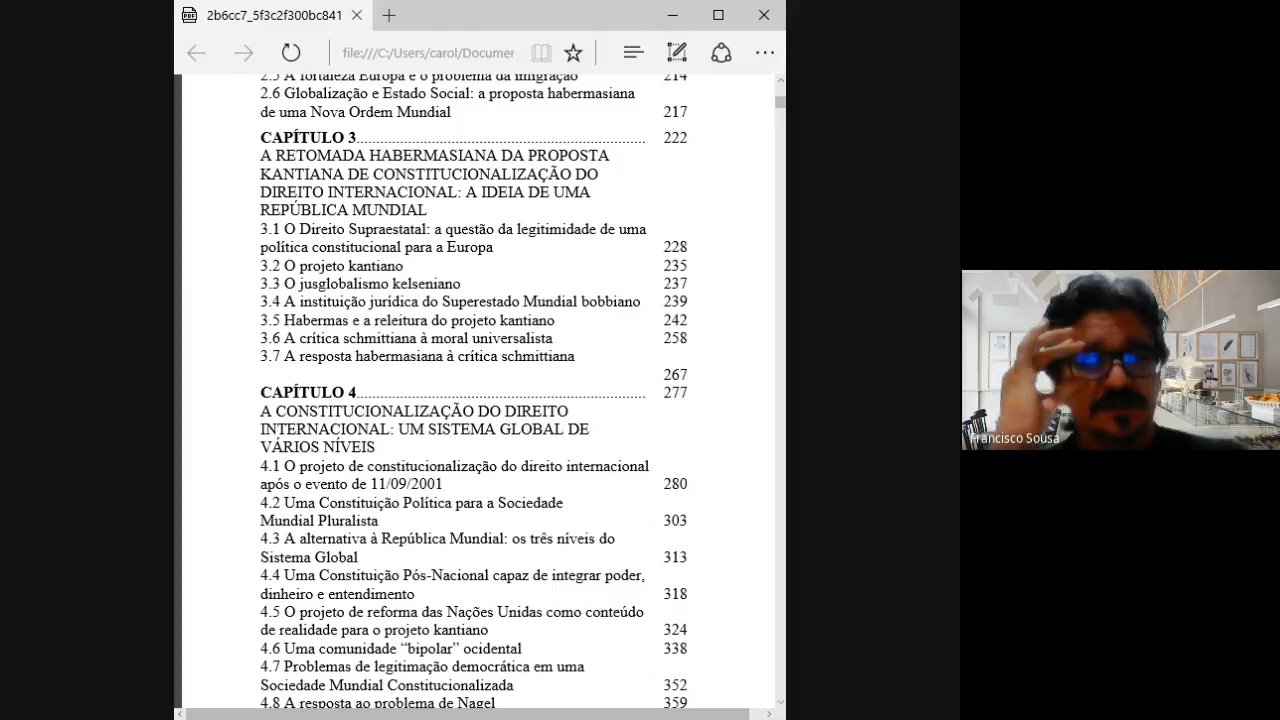 2b6cc7_5f3c2f300bc841
file:///C:/Users/carol/Documer
2.5 A fortaleza Europa e o problema da imigração 214
2.6 Globalização e Estado Social: a proposta habermasiana
de uma Nova Ordem Mundial 217
CAPÍTULO 3.................................................................... 222
A RETOMADA HABERMASIANA DA PROPOSTA
KANTIANA DE CONSTITUCIONALIZAÇÃO DO
DIREITO INTERNACIONAL: A IDEIA DE UMA
REPÚBLICA MUNDIAL
3.1 O Direito Supraestatal: a questão da legitimidade de uma
política constitucional para a Europa 228
3.2 O projeto kantiano 235
3.3 O jusglobalismo kelseniano 237
3.4 A instituição jurídica do Superestado Mundial bobbiano 239
3.5 Habermas e a releitura do projeto kantiano 242
3.6 A crítica schmittiana à moral universalista 258
3.7 A resposta habermasiana à crítica schmittiana
267
CAPÍTULO 4.................................................................... 277
A CONSTITUCIONALIZAÇÃO DO DIREITO
INTERNACIONAL: UM SISTEMA GLOBAL DE
VÁRIOS NÍVEIS
4.1 O projeto de constitucionalização do direito internacional
após o evento de 11/09/2001 280
4.2 Uma Constituição Política para a Sociedade
Mundial Pluralista 303
4.3 A alternativa à República Mundial: os três níveis do
Sistema Global 313
4.4 Uma Constituição Pós-Nacional capaz de integrar poder,
dinheiro e entendimento 318
4.5 O projeto de reforma das Nações Unidas como conteúdo
de realidade para o projeto kantiano 324
4.6 Uma comunidade “bipolar” ocidental 338
4.7 Problemas de legitimação democrática em uma
Sociedade Mundial Constitucionalizada 352
4.8 A resposta ao problema de Nagel 359
Francisco Sousa